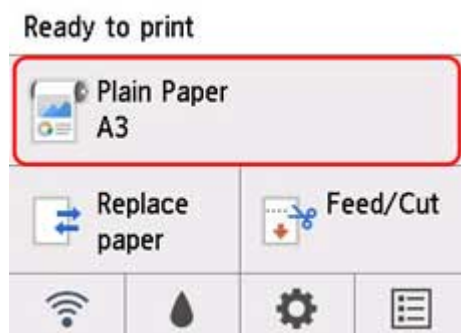 Ready to print
Plain Paper
A3
Replace
paper
Feed/Cut